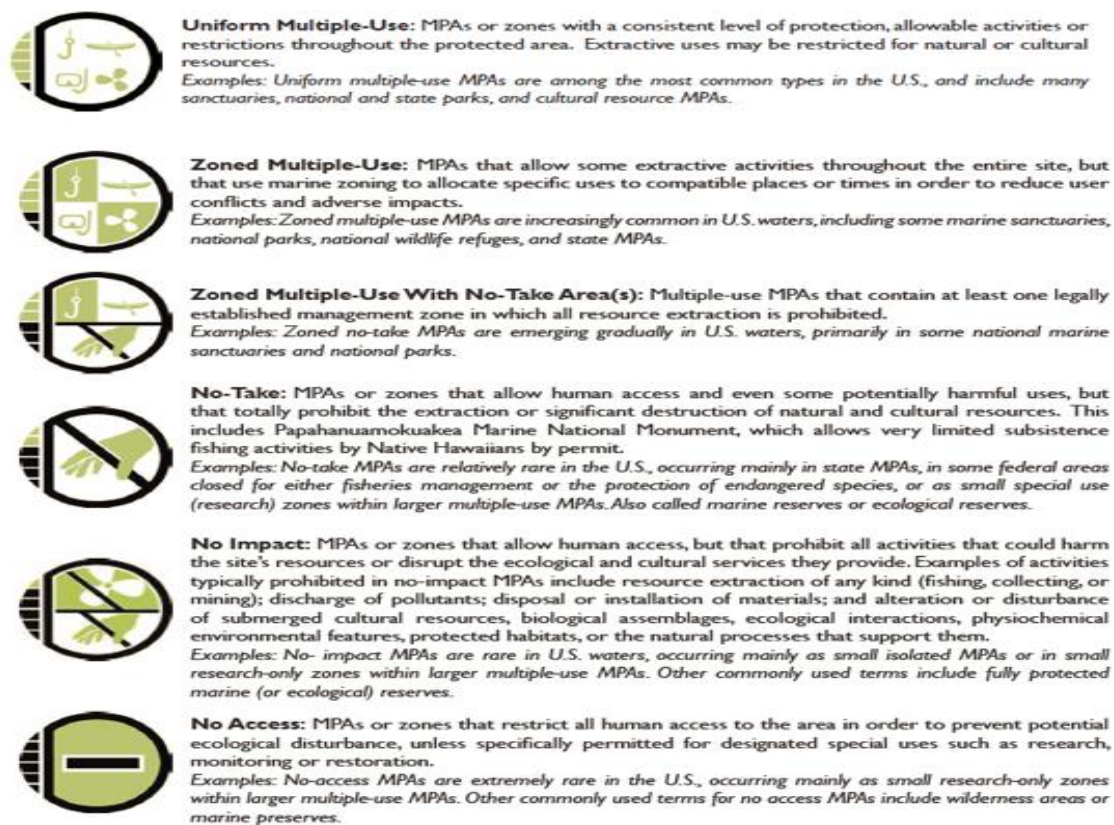 Uniform Multiple-Use: MPAs or zones with a consistent level of protection, allowable activities or
restrictions throughout the protected area. Extractive uses may be restricted for natural or cultural
resources.
Examples: Uniform multiple-use MPAs are among the most common types in the U.S., and include many
sanctuaries, national and state parks, and cultural resource MPAs.
Zoned Multiple-Use: MPAs that allow some extractive activities throughout the entire site, but
that use marine zoning to allocate specific uses to compatible places or times in order to reduce user
conflicts and adverse impacts.
Examples: Zoned multiple-use MPAs are increasingly common in U.S. waters, including some marine sanctuaries,
national parks, national wildlife refuges, and state MPAs.
Zoned Multiple-Use With No-Take Area(s): Multiple-use MPAs that contain at least one legally
established management zone in which all resource extraction is prohibited.
Examples: Zoned no-take MPAs are emerging gradually in U.S. waters, primarily in some national marine
sanctuaries and national parks.
No-Take: MPAs or zones that allow human access and even some potentially harmful uses, but
that totally prohibit the extraction or significant destruction of natural and cultural resources. This
includes Papahanuamokuakea Marine National Monument, which allows very limited subsistence
fishing activities by Native Hawaiians by permit.
Examples: No-take MPAs are relatively rare in the U.S., occurring mainly in state MPAs, in some federal areas
closed for either fisheries management or the protection of endangered species, or as small special use
(research) zones within larger multiple-use MPAs. Also called marine reserves or ecological reserves.
No Impact: MPAs or zones that allow human access, but that prohibit all activities that could harm
the site's resources or disrupt the ecological and cultural services they provide. Examples of activities
typically prohibited in no-impact MPAs include resource extraction of any kind (fishing, collecting, or
mining); discharge of pollutants; disposal or installation of materials; and alteration or disturbance
of submerged cultural resources, biological assemblages, ecological interactions, physiochemical
environmental features, protected habitats, or the natural processes that support them.
Examples: No- impact MPAs are rare in U.S. waters, occurring mainly as small isolated MPAs or in small
research-only zones within larger multiple-use MPAs. Other commonly used terms include fully protected
marine (or ecological) reserves.
No Access: MPAs or zones that restrict all human access to the area in order to prevent potential
ecological disturbance, unless specifically permitted for designated special uses such as research,
monitoring or restoration.
Examples: No-access MPAs are extremely rare in the U.S., occurring mainly as small research-only zones
within larger multiple-use MPAs. Other commonly used terms for no access MPAs include wilderness areas or
marine preserves.